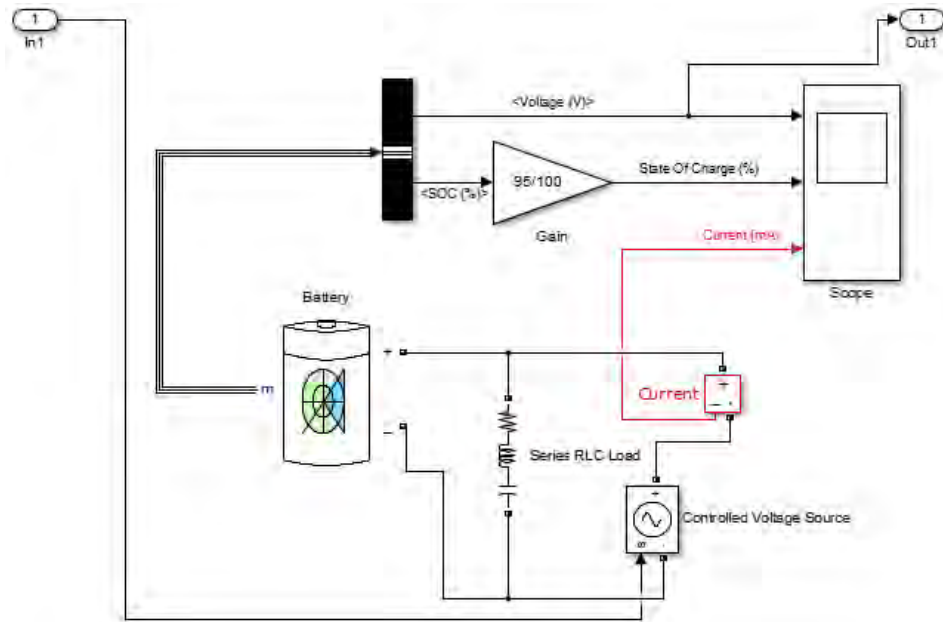 1
In1
1
Out1
<Voltage (V)>
<SOC (%)>
95/100
Gain
State Of Charge (%)
Current (mA)
Scope
Battery
+
m
−
+
Current
−
Series RLC Load
+
Controlled Voltage Source
s
-